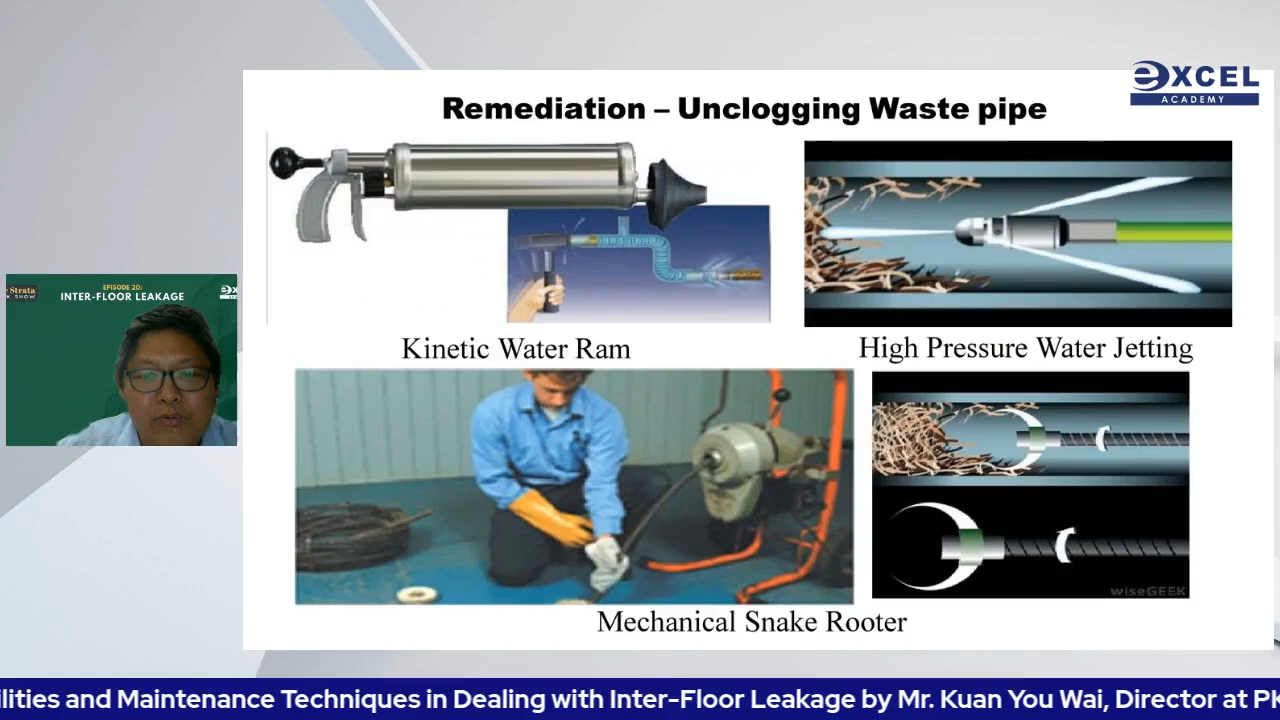 eXCEL
ACADEMY
Remediation – Unclogging Waste pipe
Kinetic Water Ram
High Pressure Water Jetting
Strata
SHOW
EPISODE 20:
INTER-FLOOR LEAKAGE
wiseGEEK
Mechanical Snake Rooter
ilities and Maintenance Techniques in Dealing with Inter-Floor Leakage by Mr. Kuan You Wai, Director at PK